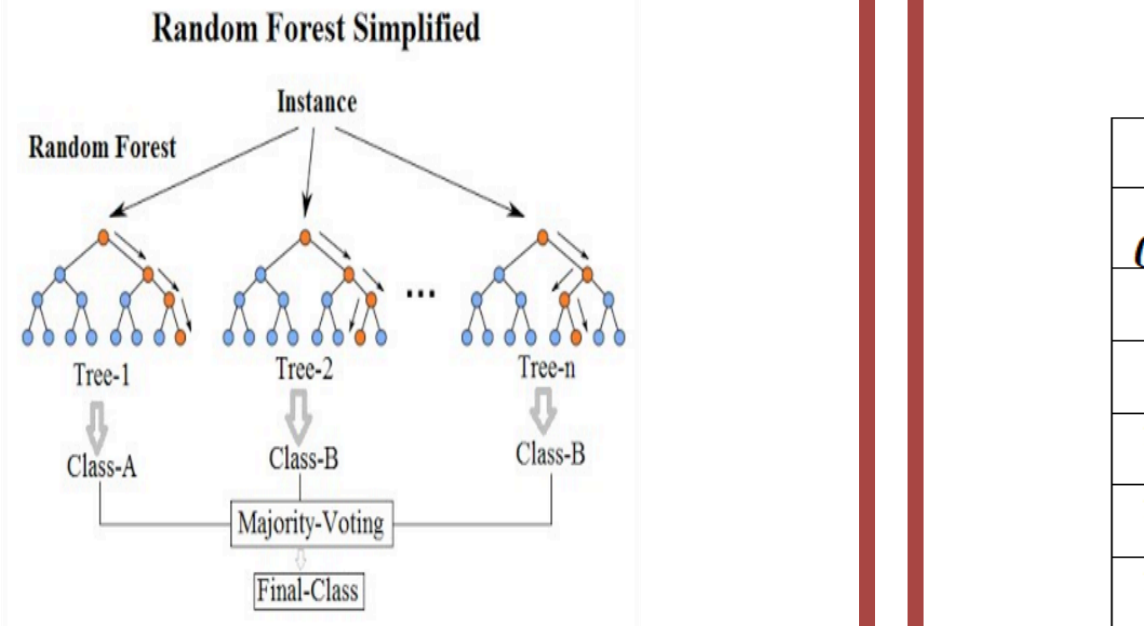 Random Forest Simplified
Instance
Random Forest
...
Tree-1 Tree-2 Tree-n
Class-A Class-B Class-B
Majority-Voting
Final-Class